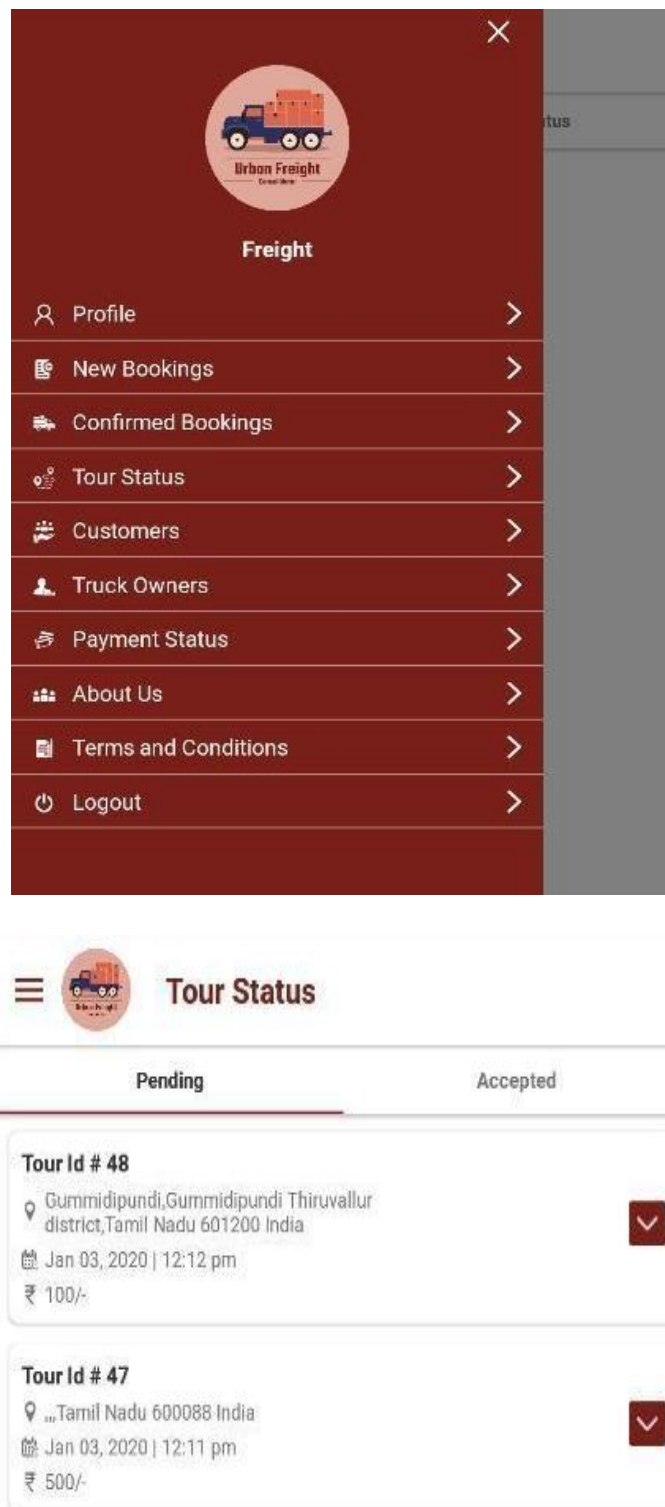 tus
Urban Freight
Freight
Profile
New Bookings
Confirmed Bookings
Tour Status
Customers
Truck Owners
Payment Status
About Us
Terms and Conditions
Logout
Tour Status
Pending
Accepted
Tour Id # 48
Gummidipundi,Gummidipundi Thiruvallur
district,Tamil Nadu 601200 India
Jan 03, 2020 | 12:12 pm
₹ 100/-
Tour Id # 47
,,,Tamil Nadu 600088 India
Jan 03, 2020 | 12:11 pm
₹ 500/-